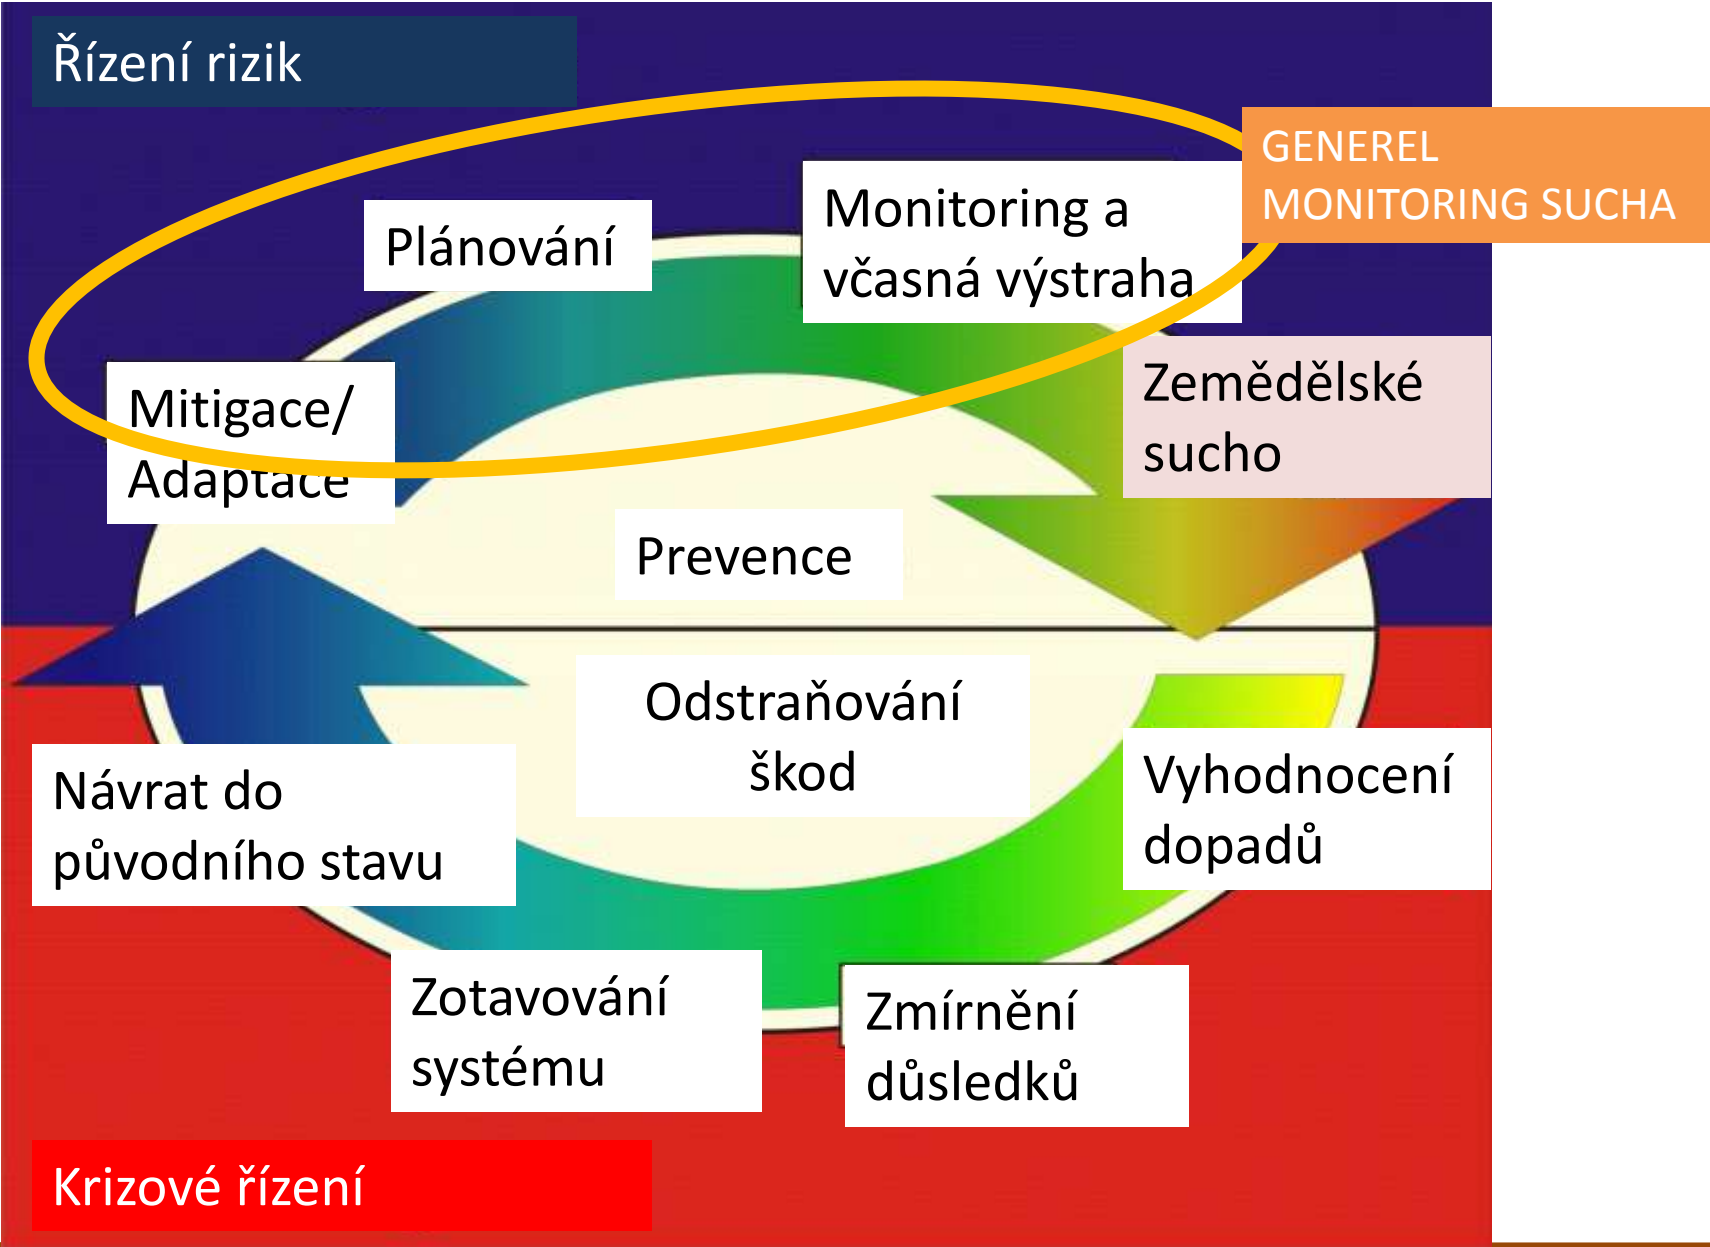 Řízení rizik
GENEREL
MONITORING SUCHA
Monitoring a
včasná výstraha
Plánování
Mitigace/
Adaptace
Zemědělské
sucho
Prevence
Odstraňování
škod
Návrat do
původního stavu
Vyhodnocení
dopadů
Zotavování
systému
Zmírnění
důsledků
Krizové řízení